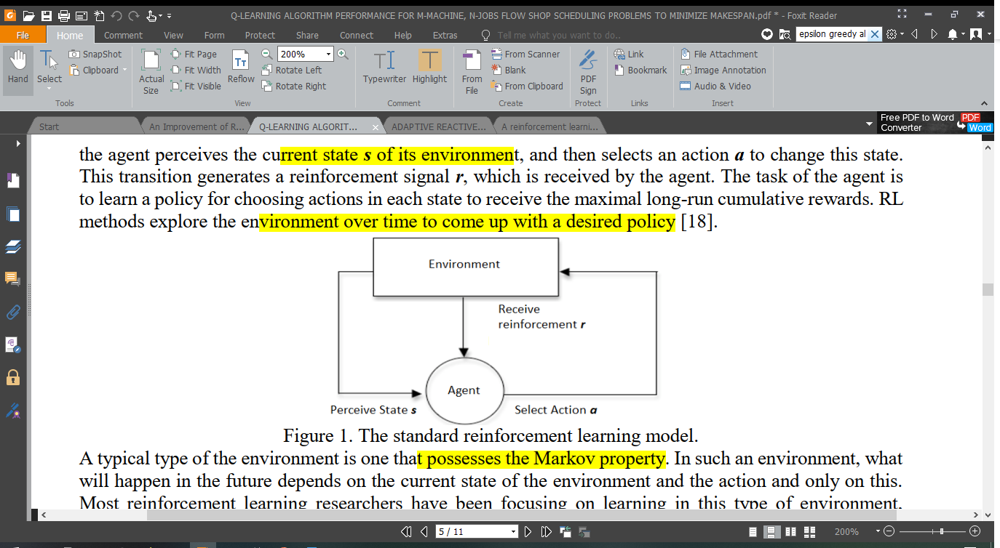 Q-LEARNING ALGORITHM PERFORMANCE FOR M-MACHINE, N-JOBS FLOW SHOP SCHEDULING PROBLEMS TO MINIMIZE MAKESPAN.pdf * - Foxit Reader
File Home Comment View Form Protect Share Connect Help Extras Tell me what you want to do.. epsilon greedy al
SnapShot Fit Page 200% From Scanner Link File Attachment
Clipboard Fit Width Rotate Left Blank Bookmark Image Annotation
Hand Select Actual Size Fit Visible Reflow Rotate Right Typewriter Highlight From File From Clipboard PDF Sign Audio & Video
Tools View Comment Create Protect Links Insert
Start An Improvement of R... Q-LEARNING ALGORIT... ADAPTIVE REACTIVE... A reinforcement learni... Free PDF to Word Converter PDF Word
the agent perceives the current state s of its environment, and then selects an action a to change this state.
This transition generates a reinforcement signal r, which is received by the agent. The task of the agent is
to learn a policy for choosing actions in each state to receive the maximal long-run cumulative rewards. RL
methods explore the environment over time to come up with a desired policy [18].
Environment
Receive
reinforcement r
Agent
Perceive State s Select Action a
Figure 1. The standard reinforcement learning model.
A typical type of the environment is one that possesses the Markov property. In such an environment, what
will happen in the future depends on the current state of the environment and the action and only on this.
Most reinforcement learning researchers have been focusing on learning in this type of environment,
5 / 11 200%